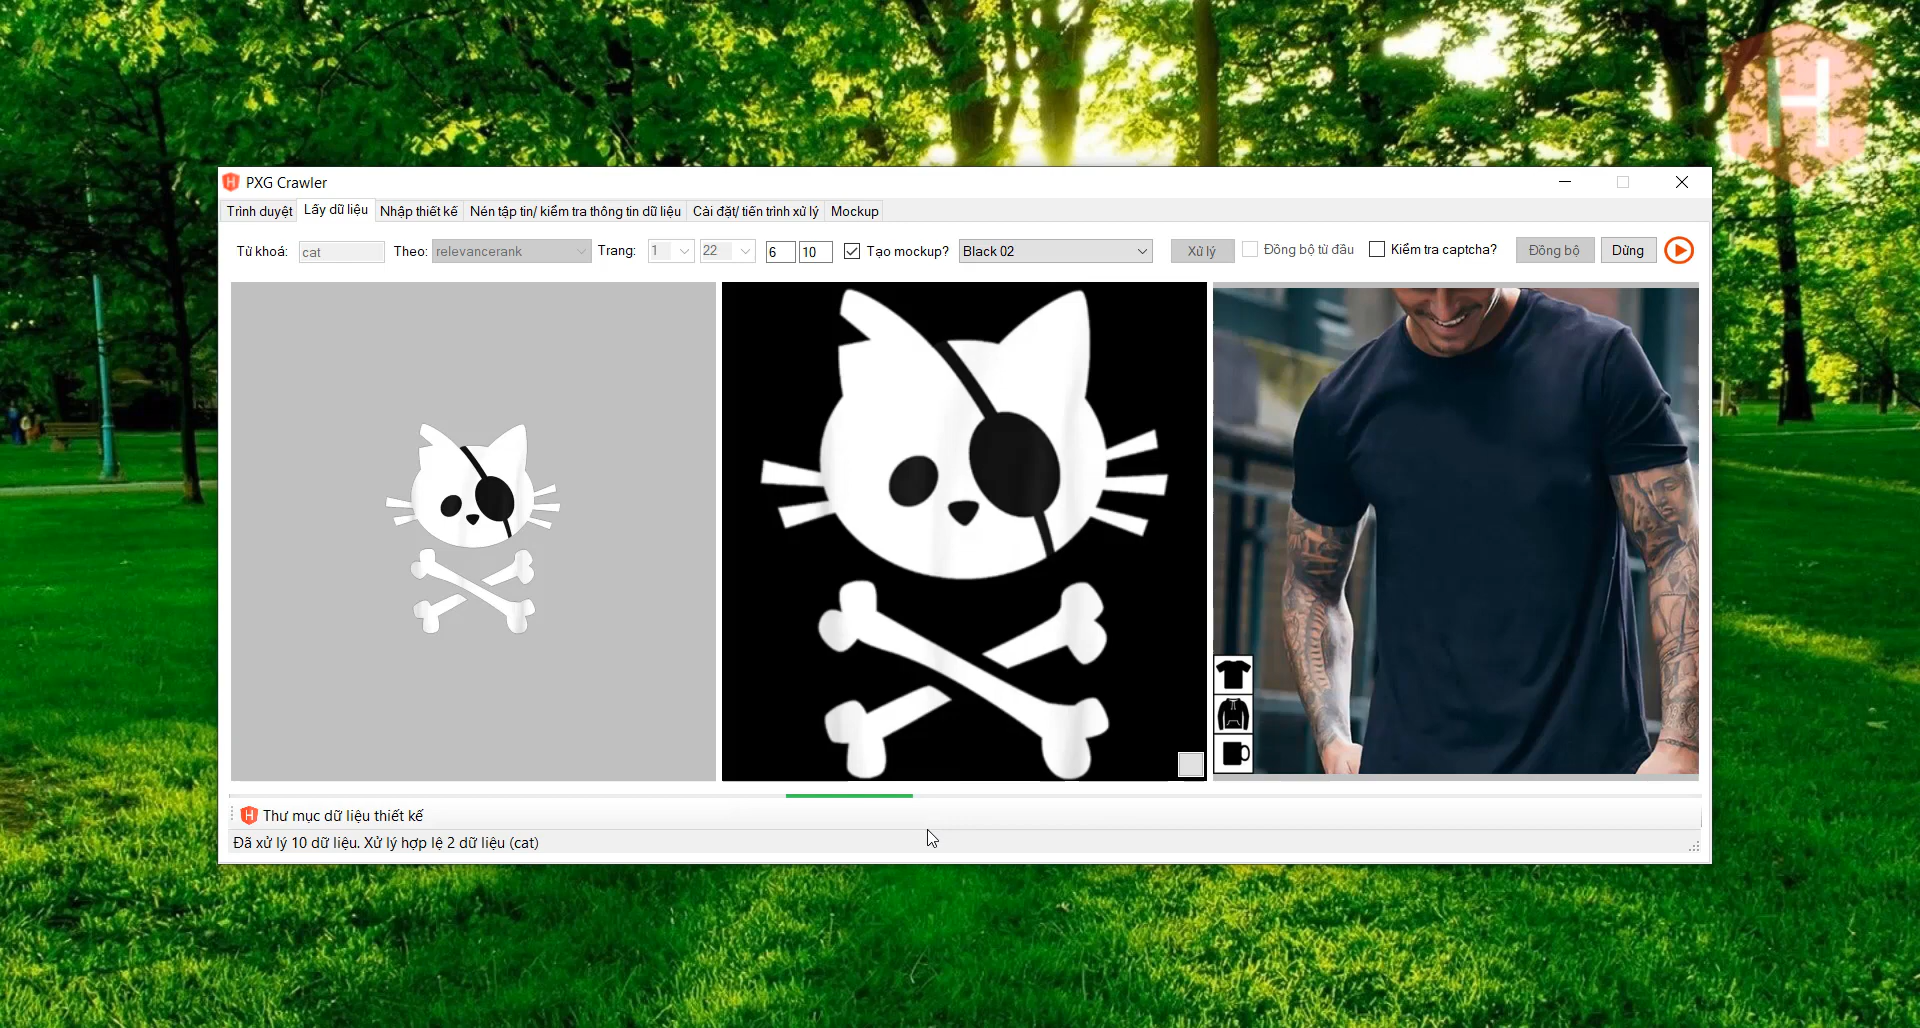 PXG Crawler
Trình duyệt Lấy dữ liệu Nhập thiết kế Nén tập tin/ kiểm tra thông tin dữ liệu Cài đặt/ tiến trình xử lý Mockup
Từ khoá: cat Theo: relevancerank Trang: 1 22 6 10 Tạo mockup? Black 02 Xử lý Đồng bộ từ đầu Kiểm tra captcha? Đồng bộ Dừng
Thư mục dữ liệu thiết kế
Đã xử lý 10 dữ liệu. Xử lý hợp lệ 2 dữ liệu (cat)
H